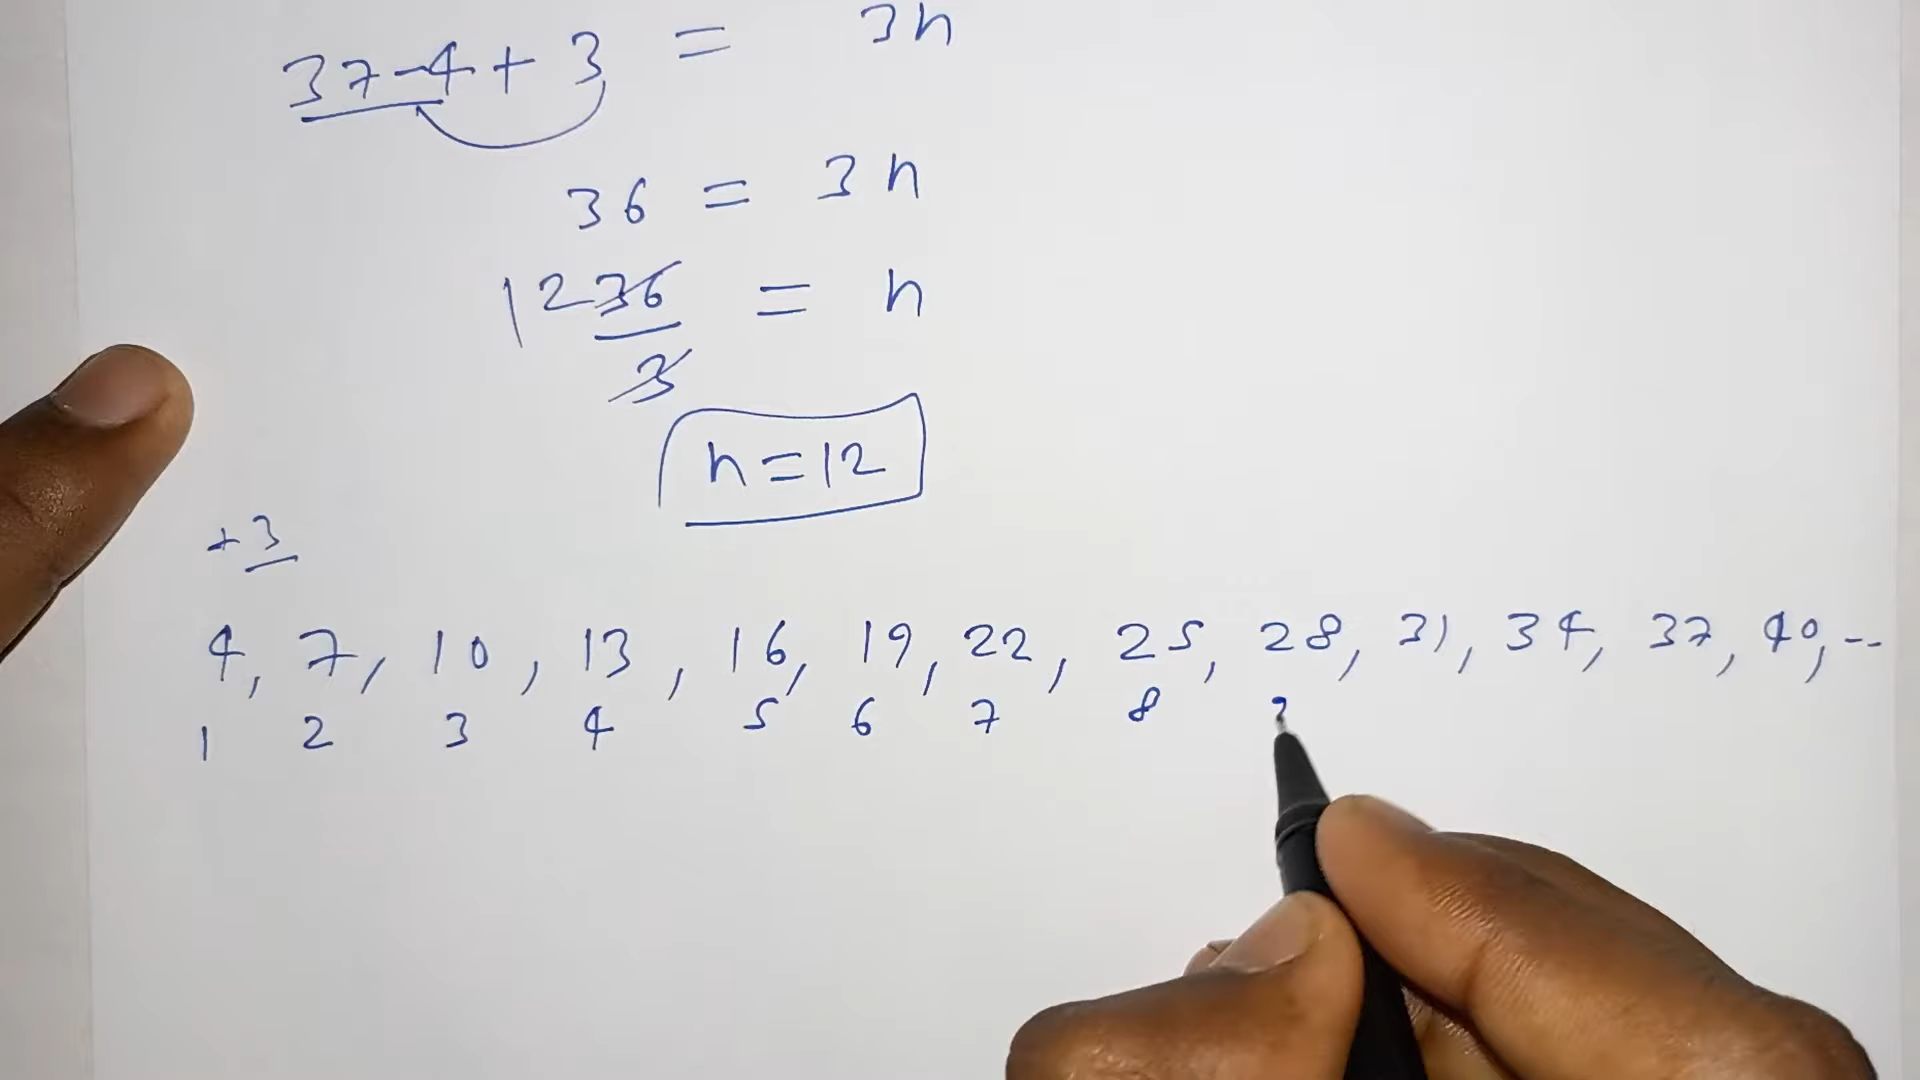 37-4+3 = 3n
36 = 3n
12 36/3 = n
n=12
+3
4, 7, 10, 13, 16, 19, 22, 25, 28, 31, 34, 37, 40, --
1 2 3 4 5 6 7 8